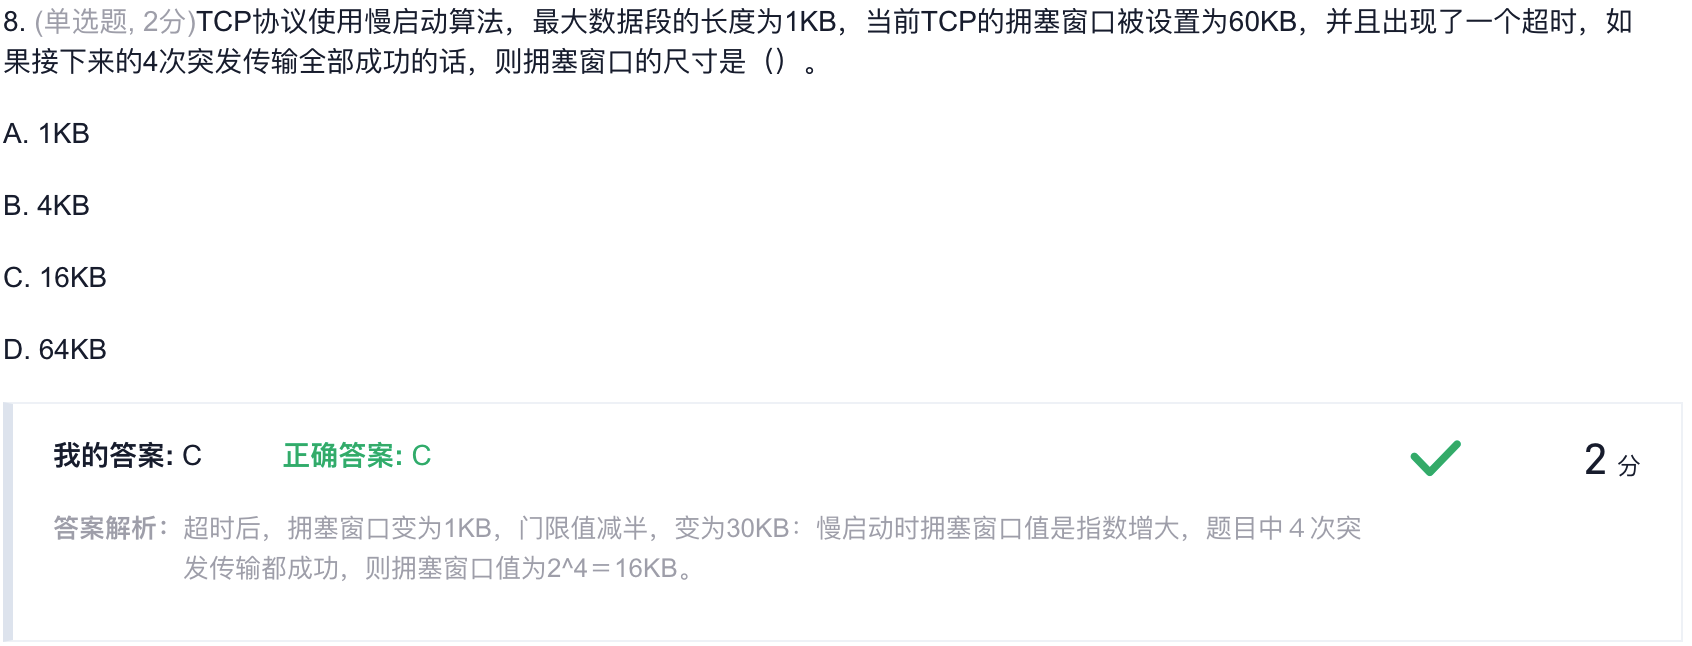 8. (单选题, 2分)TCP协议使用慢启动算法，最大数据段的长度为1KB，当前TCP的拥塞窗口被设置为60KB，并且出现了一个超时，如
果接下来的4次突发传输全部成功的话，则拥塞窗口的尺寸是（）。
A. 1KB
B. 4KB
C. 16KB
D. 64KB
我的答案: C 正确答案: C 2 分
答案解析： 超时后，拥塞窗口变为1KB，门限值减半，变为30KB：慢启动时拥塞窗口值是指数增大，题目中４次突
发传输都成功，则拥塞窗口值为2^4＝16KB。